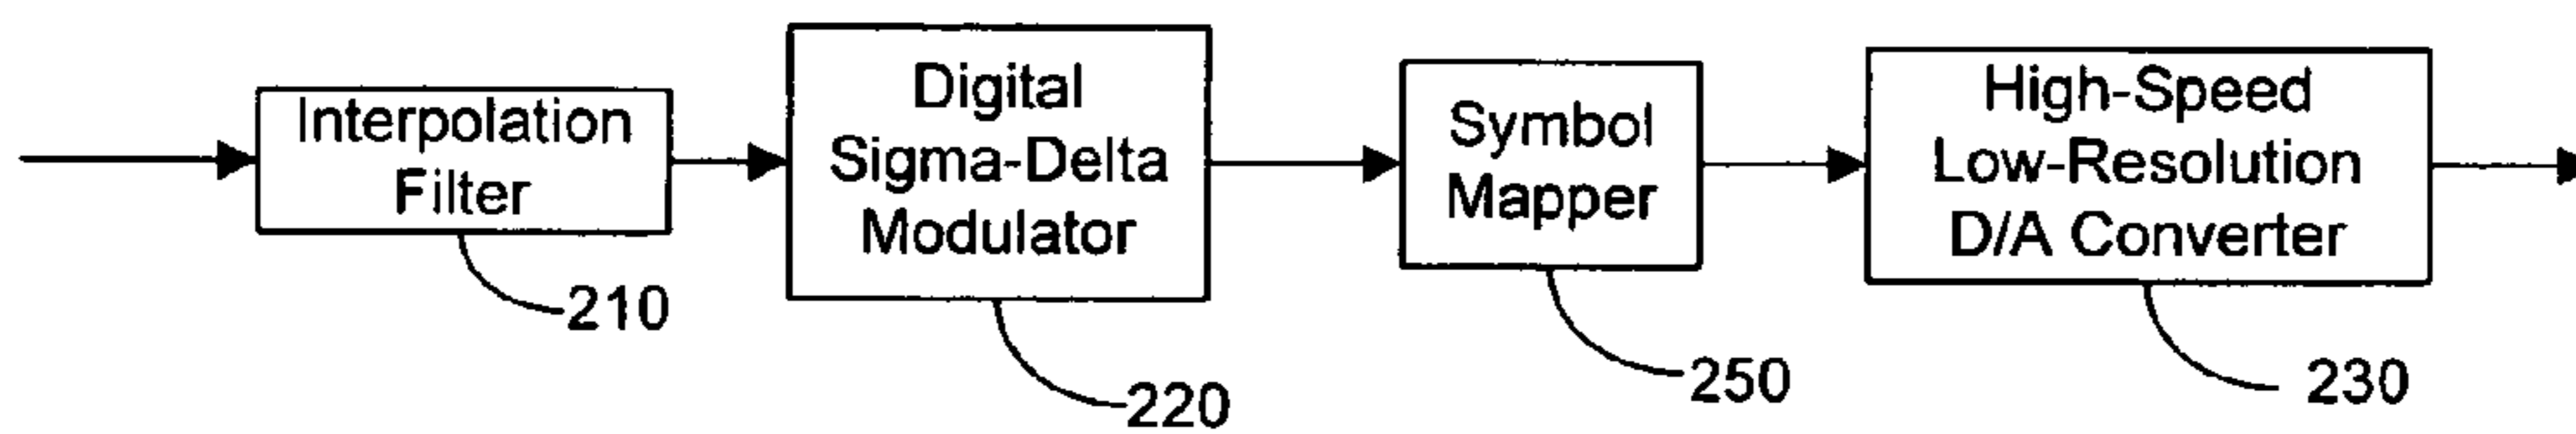 Interpolation
Filter
210
Digital
Sigma-Delta
Modulator
220
Symbol
Mapper
250
High-Speed
Low-Resolution
D/A Converter
230